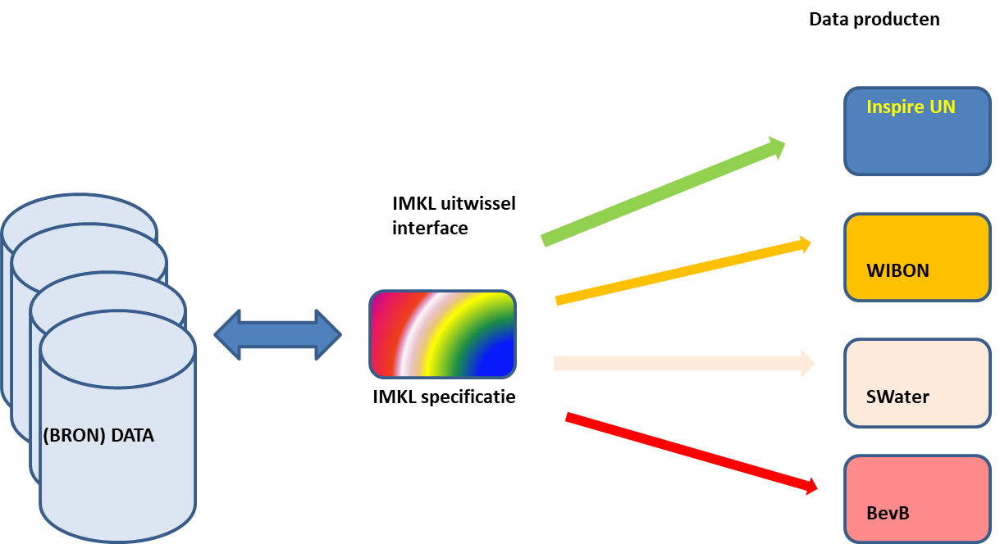 Data producten
Inspire UN
IMKL uitwissel
interface
WIBON
IMKL specificatie
SWater
(BRON) DATA
BevB